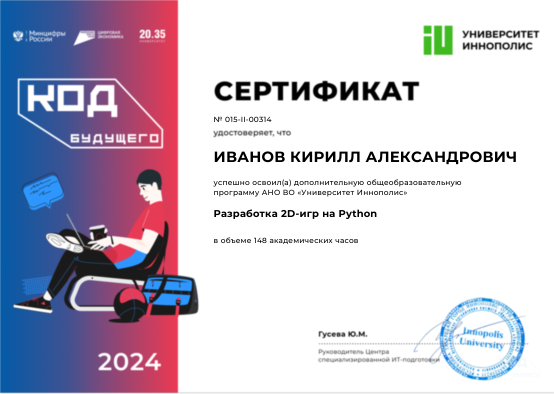 Минцифры
России
ЦИФРОВАЯ
ЭКОНОМИКА
20.35
КОД
БУДУЩЕГО
2024
УНИВЕРСИТЕТ
ИННОПОЛИС
СЕРТИФИКАТ
№ 015-II-00314
удостоверяет, что
ИВАНОВ КИРИЛЛ АЛЕКСАНДРОВИЧ
успешно освоил(а) дополнительную общеобразовательную
программу АНО ВО «Университет Иннополис»
Разработка 2D-игр на Python
в объеме 148 академических часов
Гусева Ю.М.
Руководитель Центра
специализированной ИТ-подготовки
Innopolis
University